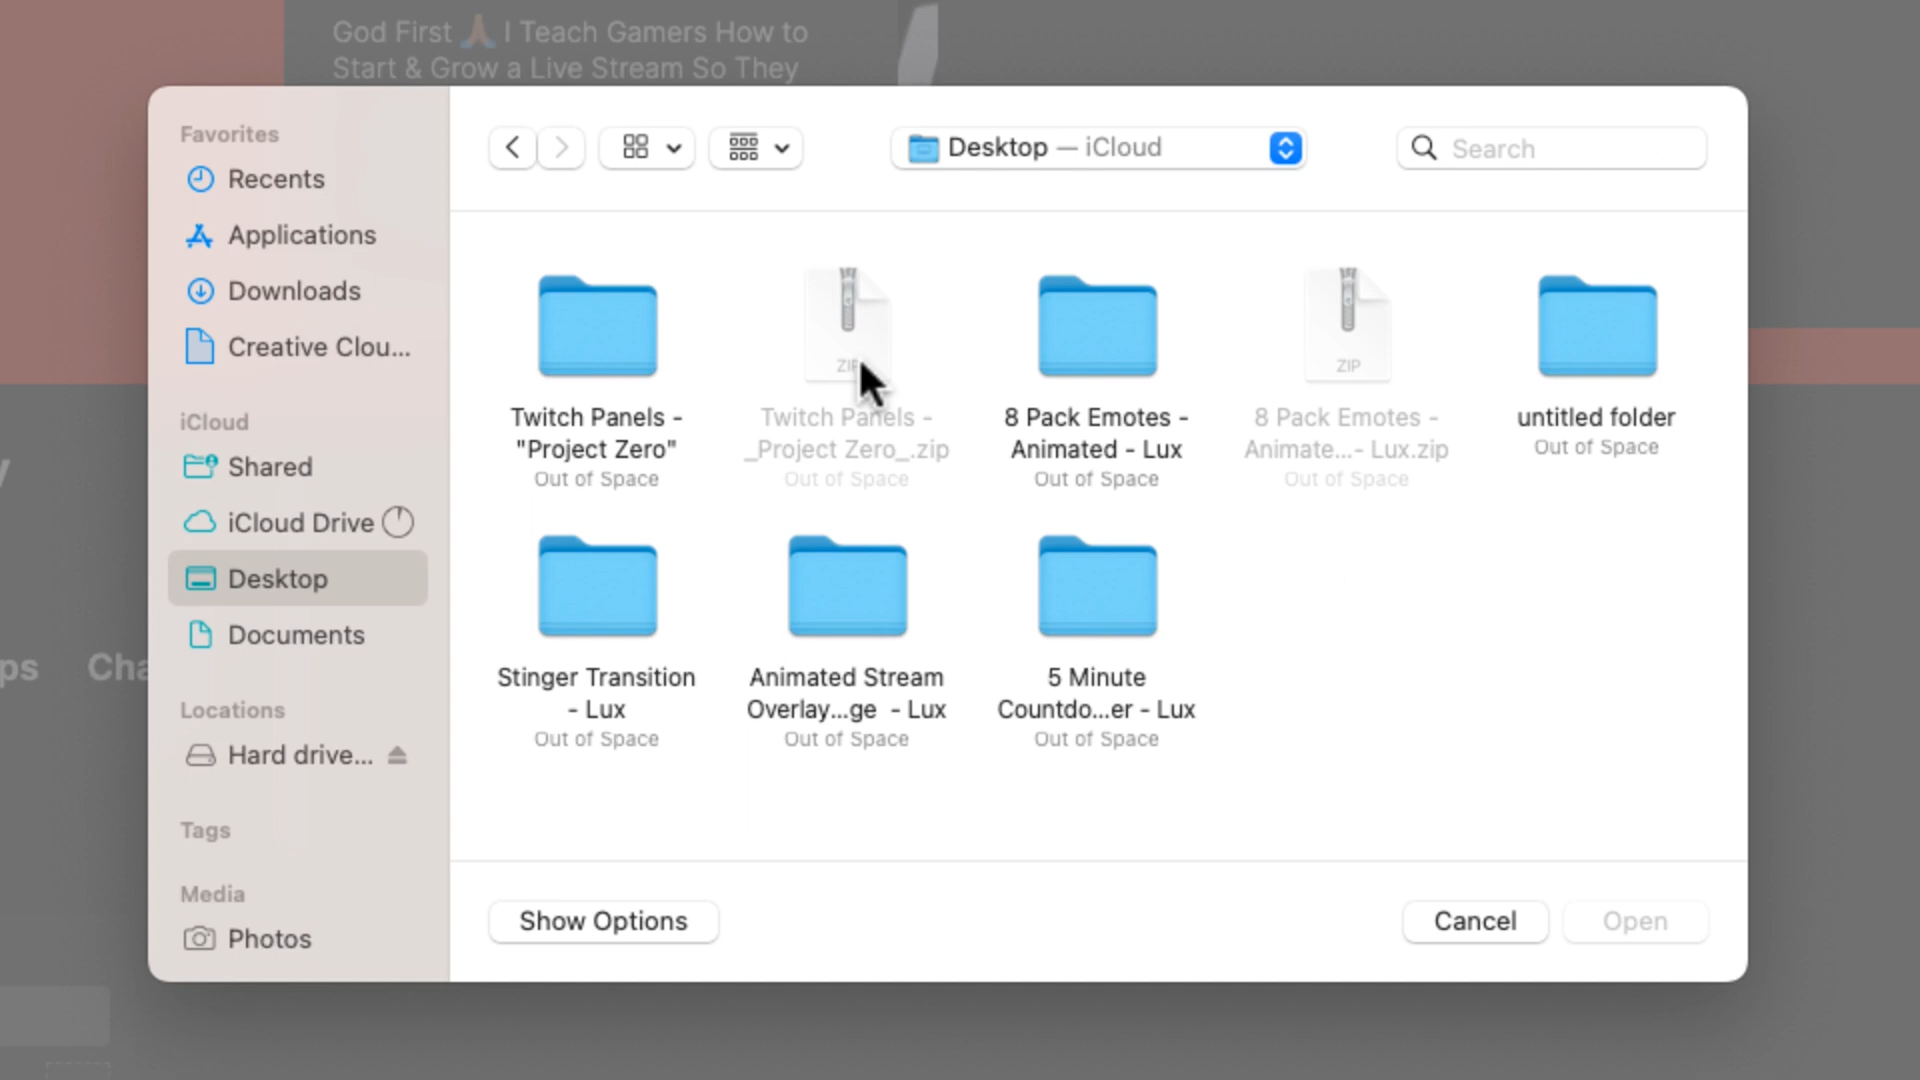 God First 🙏 I Teach Gamers How to
Start & Grow a Live Stream So They
Favorites
Recents
Applications
Downloads
Creative Clou...
iCloud
Shared
iCloud Drive
Desktop
Documents
Locations
Hard drive...
Tags
Media
Photos
Desktop — iCloud
Search
ZIP
ZIP
Twitch Panels -
"Project Zero"
Out of Space
Twitch Panels -
_Project Zero_.zip
Out of Space
8 Pack Emotes -
Animated - Lux
Out of Space
8 Pack Emotes -
Animate...- Lux.zip
Out of Space
untitled folder
Out of Space
Stinger Transition
- Lux
Out of Space
Animated Stream
Overlay...ge - Lux
Out of Space
5 Minute
Countdo...er - Lux
Out of Space
Show Options
Cancel
Open